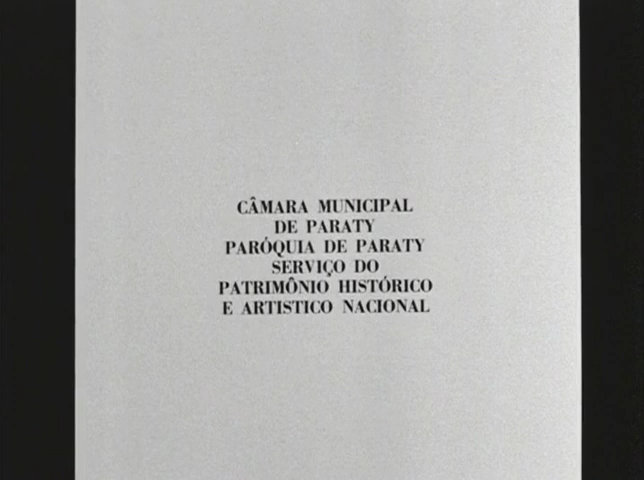 CÂMARA MUNICIPAL
DE PARATY
PARÓQUIA DE PARATY
SERVIÇO DO
PATRIMÔNIO HISTÓRICO
E ARTISTICO NACIONAL